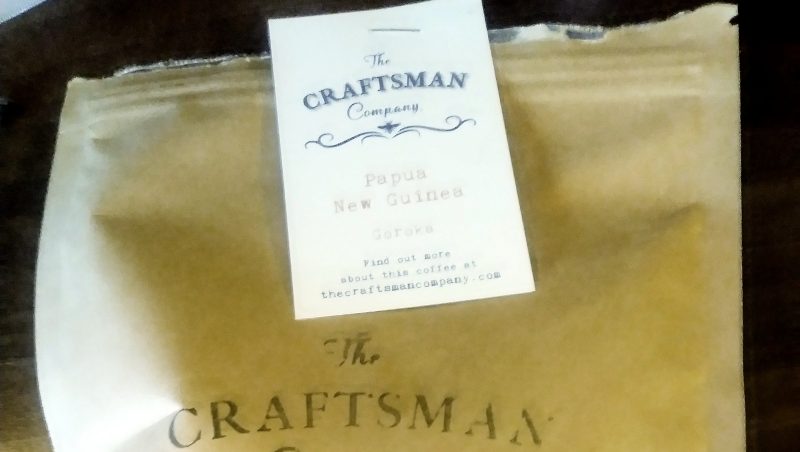 The
CRAFTSMAN
Company
Papua
New Guinea
Goroka
Find out more
about this coffee at
thecraftsmancompany.com
The
CRAFTSMAN